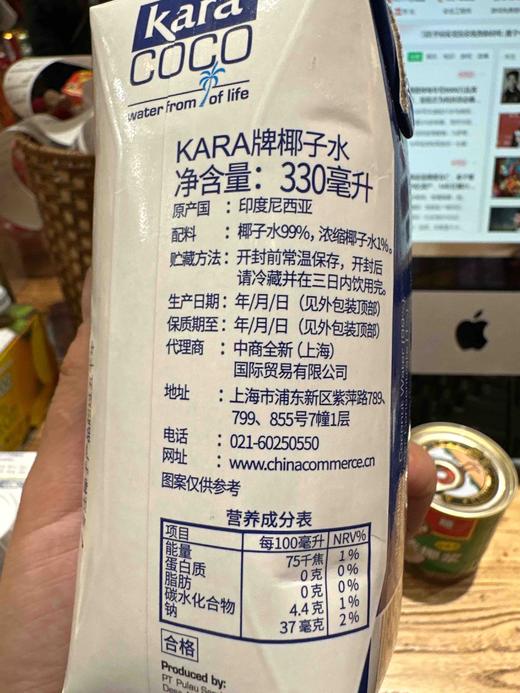 kara
COCO
water from of life
KARA牌椰子水
净含量：330毫升
原产国：印度尼西亚
配料：椰子水99%，浓缩椰子水1%。
贮藏方法：开封前常温保存，开封后
请冷藏并在三日内饮用完。
生产日期：年/月/日（见外包装顶部）
保质期至：年/月/日（见外包装顶部）
代理商：中商全新（上海）
国际贸易有限公司
地址：上海市浦东新区紫萍路789、
799、855号7幢1层
电话：021-60250550
网址：www.chinacommerce.cn
图案仅供参考
营养成分表
项目 每100毫升 NRV%
能量 75千焦 1%
蛋白质 0克 0%
脂肪 0克 0%
碳水化合物 4.4克 1%
钠 37毫克 2%
合格
Produced by:
PT Pulau